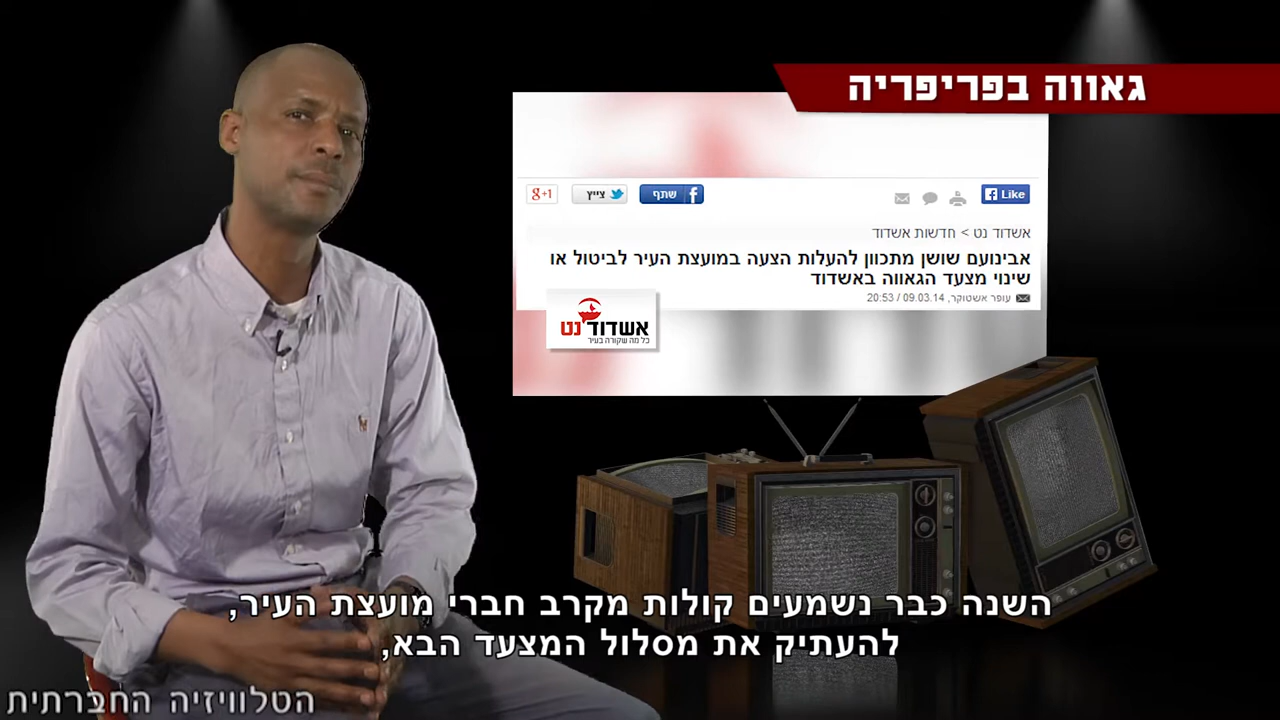 גאווה בפריפריה
g+1 צייץ שתף Like
אשדוד נט > חדשות אשדוד
אבינועם שושן מתכוון להעלות הצעה במועצת העיר לביטול או
שינוי מצעד הגאווה באשדוד
עופר אשטוקר, 09.03.14 / 20:53
אשדוד נט
כל מה שקורה בעיר
השנה כבר נשמעים קולות מקרב חברי מועצת העיר,
להעתיק את מסלול המצעד הבא,
הטלוויזיה החברתית